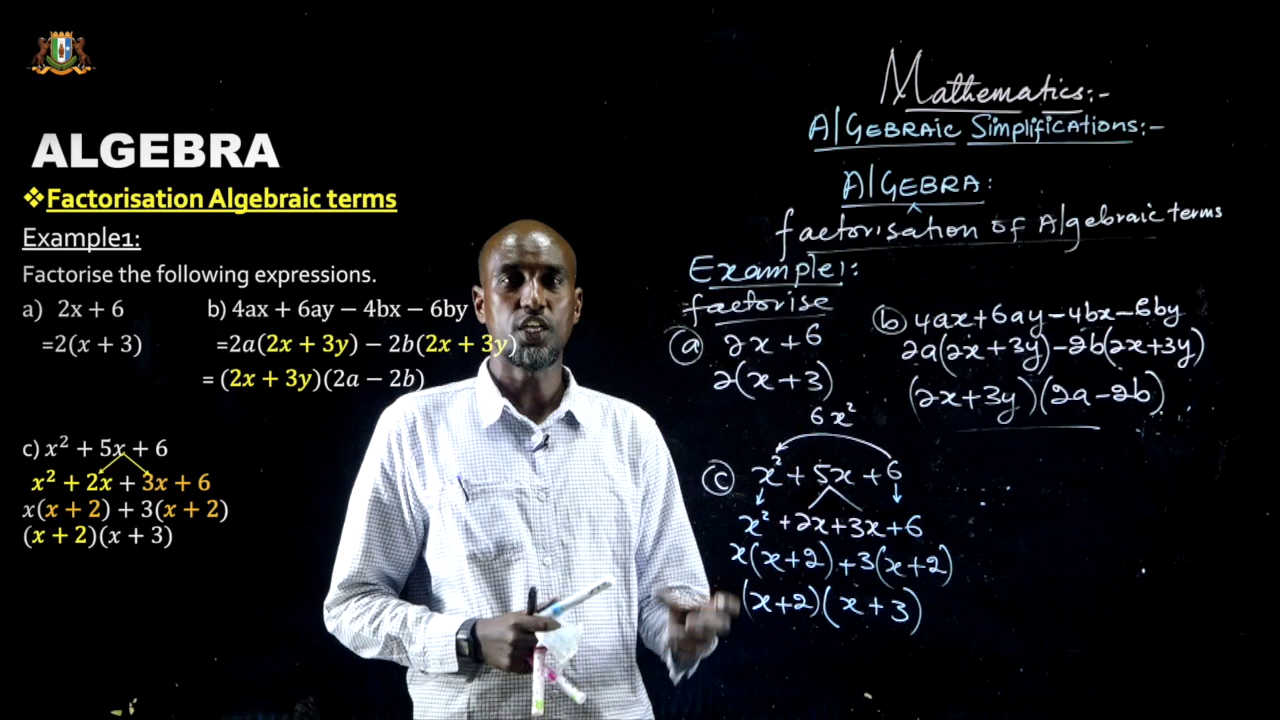 ALGEBRA
❖Factorisation Algebraic terms
Example1:
Factorise the following expressions.
a) 2x + 6
=2(x + 3)
b) 4ax + 6ay − 4bx − 6by
=2a(2x + 3y) − 2b(2x + 3y)
= (2x + 3y)(2a − 2b)
c) x² + 5x + 6
x² + 2x + 3x + 6
x(x + 2) + 3(x + 2)
(x + 2)(x + 3)
Mathematics:-
AlGEBRAic Simplifications:-
AlGEBRA:
factorisation of Algebraic terms
Example1:
factorise
(a) 2x + 6
2(x + 3)
(b) 4ax+6ay-4bx-6by
2a(2x+3y)-2b(2x+3y)
(2x+3y)(2a-2b)
6x²
(c) x² + 5x + 6
x² +2x+3x+6
x(x+2)+3(x+2)
(x+2)(x+3)